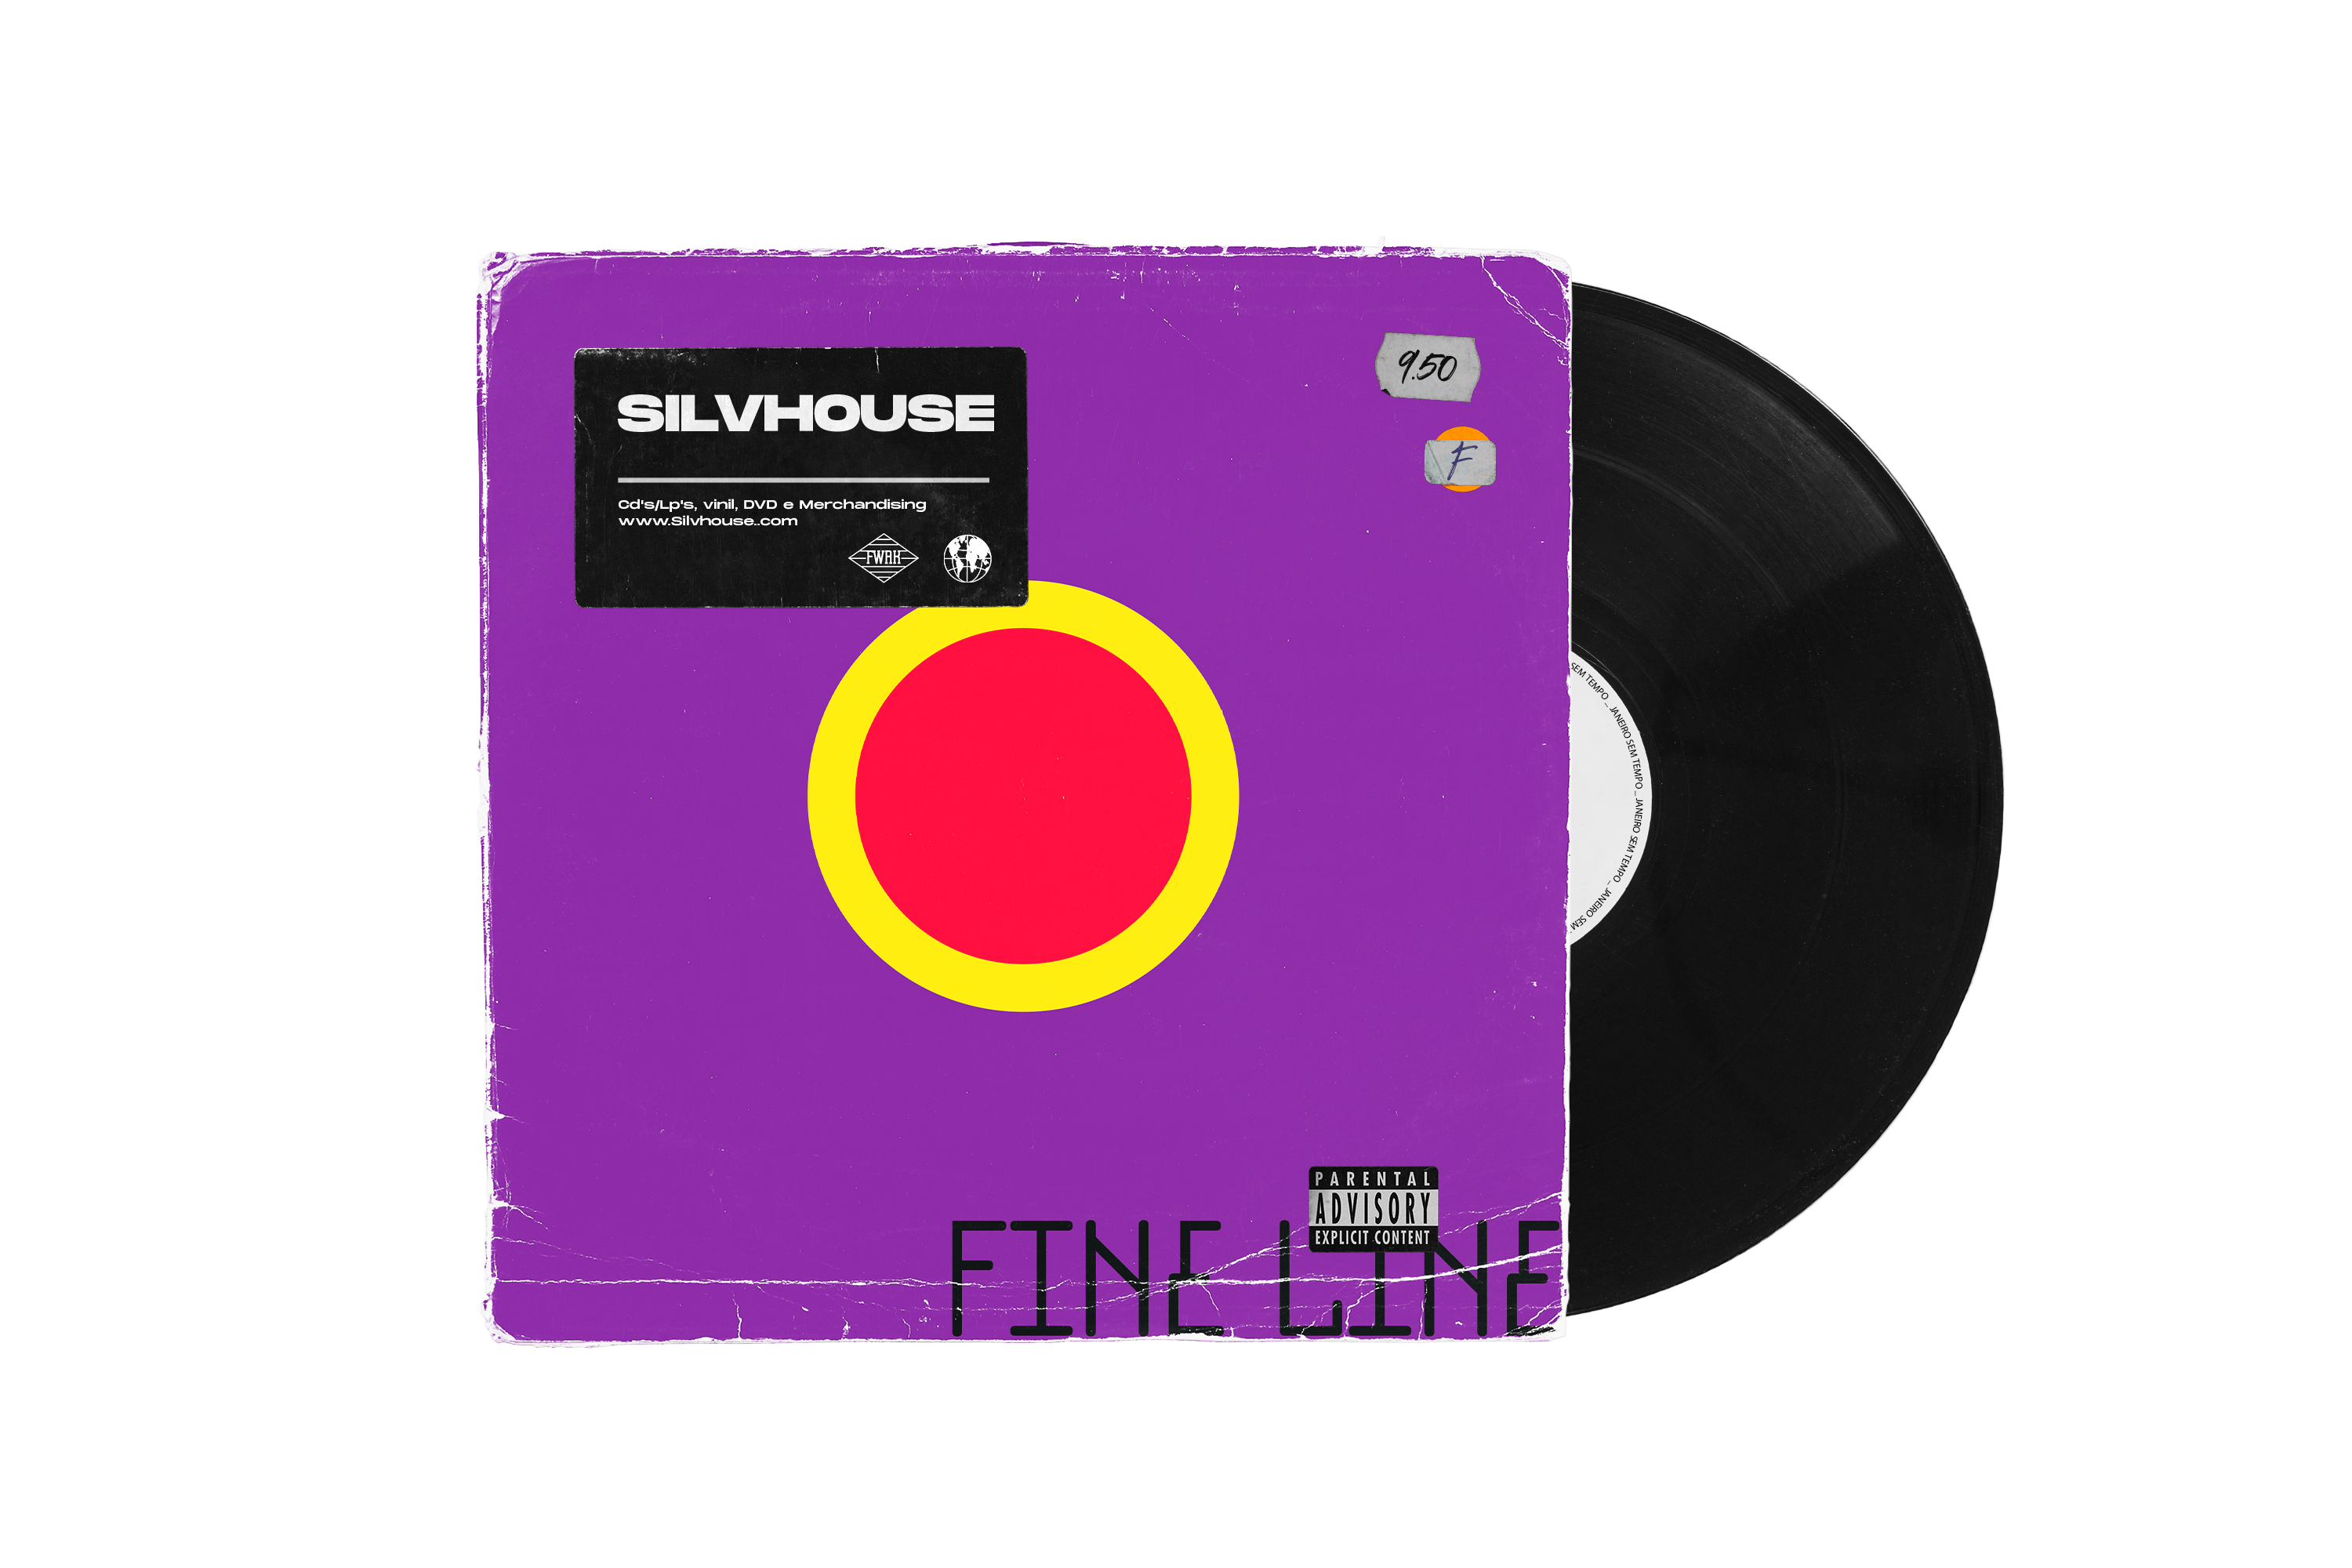 SILVHOUSE
Cd's/Lp's, vinil, DVD e Merchandising
www.Silvhouse..com
FWRK
9.50
F
SEM TEMPO _ JANEIRO SEM TEMPO _ JANEIRO SEM TEMPO _ JANEIRO SEM
PARENTAL
ADVISORY
EXPLICIT CONTENT
FINE LINE